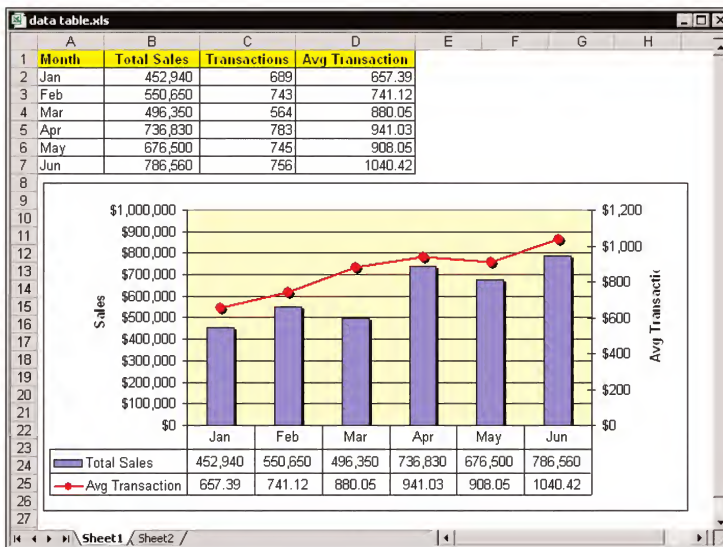 data table.xls
A B C D E F G H
1 Month Total Sales Transactions Avg Transaction
2 Jan 452,940 689 657.39
3 Feb 550,650 743 741.12
4 Mar 496,350 564 880.05
5 Apr 736,830 783 941.03
6 May 676,500 745 908.05
7 Jun 786,560 756 1040.42
8
9
10
11
12
13
14
15
16
17
18
19
20
21
22
23
24
25
26
27
$1,000,000
$900,000
$800,000
$700,000
$600,000
$500,000
$400,000
$300,000
$200,000
$100,000
$0
Sales
$1,200
$1,000
$800
$600
$400
$200
$0
Avg Transactic
Jan Feb Mar Apr May Jun
Total Sales 452,940 550,650 496,350 736,830 676,500 786,560
Avg Transaction 657.39 741.12 880.05 941.03 908.05 1040.42
Sheet1 Sheet2